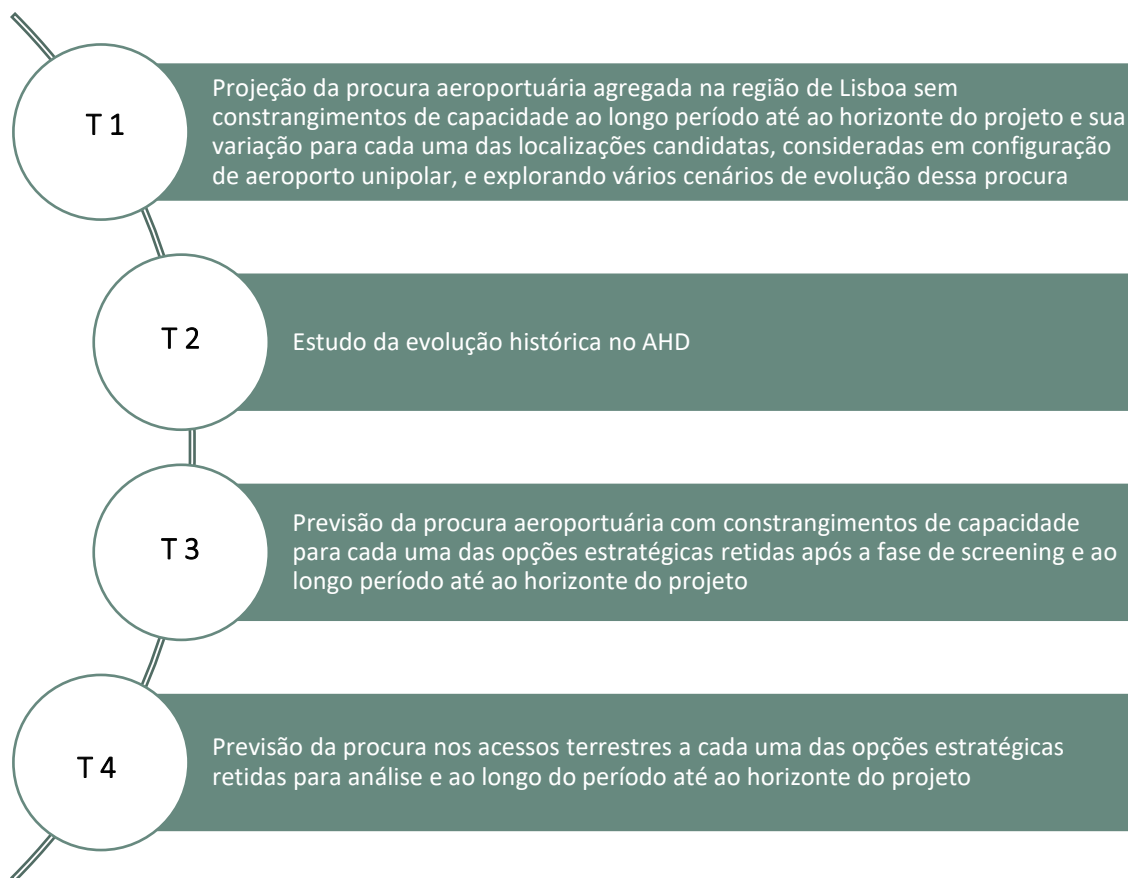 T 1
Projeção da procura aeroportuária agregada na região de Lisboa sem
constrangimentos de capacidade ao longo período até ao horizonte do projeto e sua
variação para cada uma das localizações candidatas, consideradas em configuração
de aeroporto unipolar, e explorando vários cenários de evolução dessa procura
T 2
Estudo da evolução histórica no AHD
T 3
Previsão da procura aeroportuária com constrangimentos de capacidade
para cada uma das opções estratégicas retidas após a fase de screening e ao
longo período até ao horizonte do projeto
T 4
Previsão da procura nos acessos terrestres a cada uma das opções estratégicas
retidas para análise e ao longo do período até ao horizonte do projeto